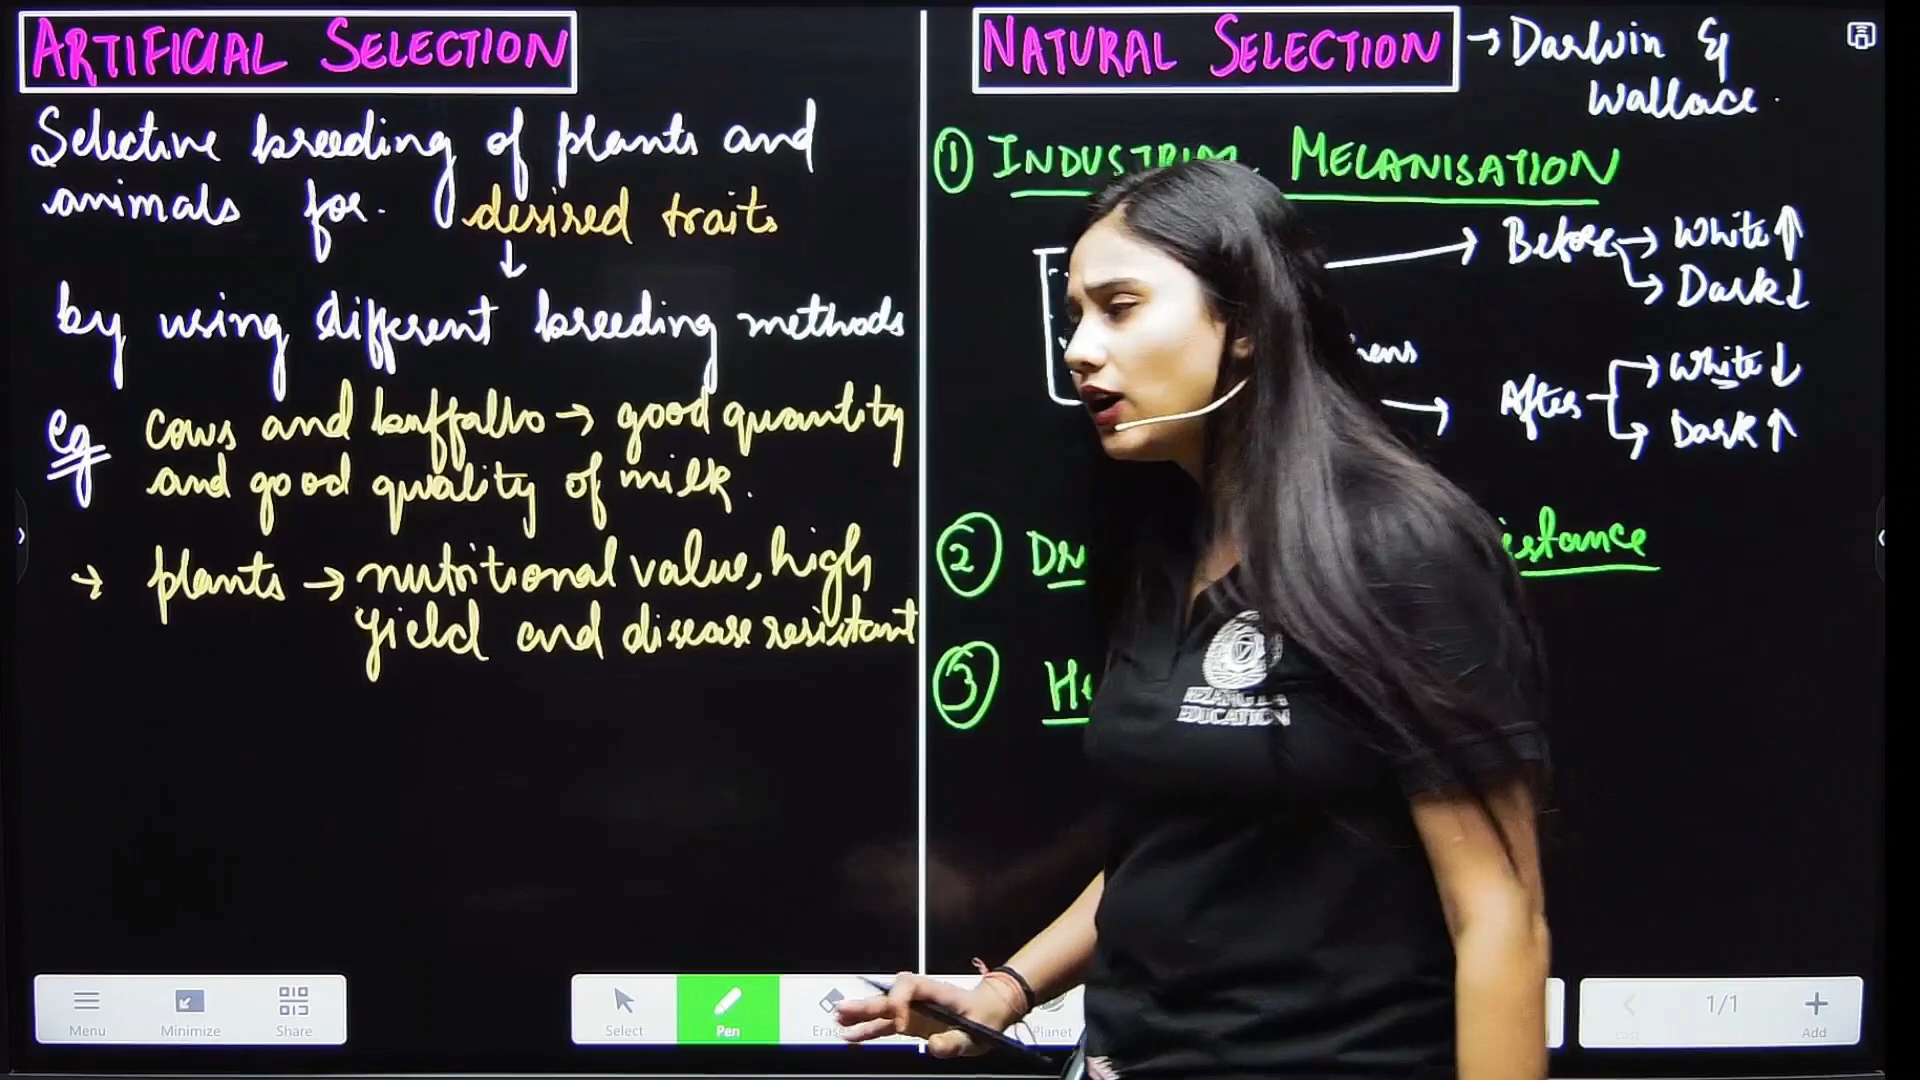 ARTIFICIAL SELECTION
Selective breeding of plants and
animals for desired traits
by using different breeding methods
eg cows and buffallo → good quantity
and good quality of milk.
→ plants → nutritional value, high
yield and disease resistant
NATURAL SELECTION → Darwin &
Wallace.
① INDUSTRIAL MELANISATION
Before → White ↑
→ Dark ↓
After → White ↓
→ Dark ↑
②
③
EDUCATION
Menu
Minimize
Share
Select
Pen
Planet
1/1
Add